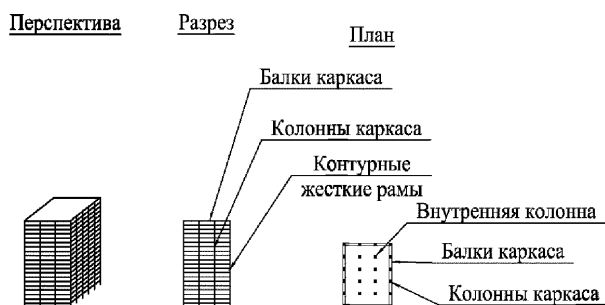 Перспектива
Разрез
План
Балки каркаса
Колонны каркаса
Контурные
жесткие рамы
Внутренняя колонна
Балки каркаса
Колонны каркаса